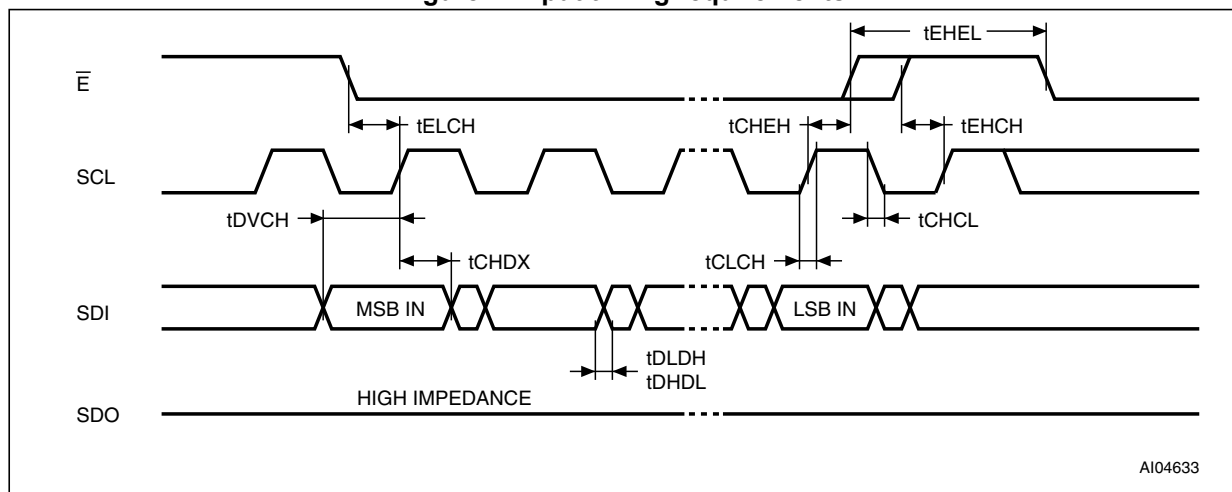 tEHEL
E
tELCH
tCHEH
tEHCH
SCL
tDVCH
tCHCL
tCHDX
tCLCH
SDI
MSB IN
LSB IN
tDLDH
tDHDL
HIGH IMPEDANCE
SDO
AI04633